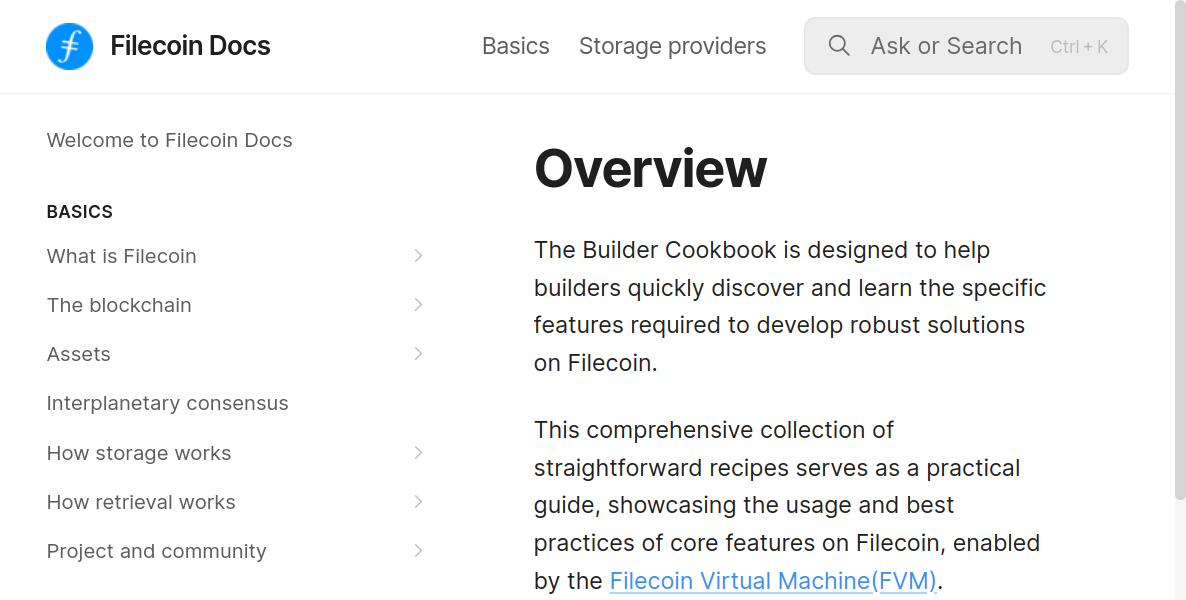 Filecoin Docs
Basics
Storage providers
Ask or Search
Ctrl + K
Welcome to Filecoin Docs
BASICS
What is Filecoin
The blockchain
Assets
Interplanetary consensus
How storage works
How retrieval works
Project and community
Overview
The Builder Cookbook is designed to help
builders quickly discover and learn the specific
features required to develop robust solutions
on Filecoin.
This comprehensive collection of
straightforward recipes serves as a practical
guide, showcasing the usage and best
practices of core features on Filecoin, enabled
by the Filecoin Virtual Machine(FVM).